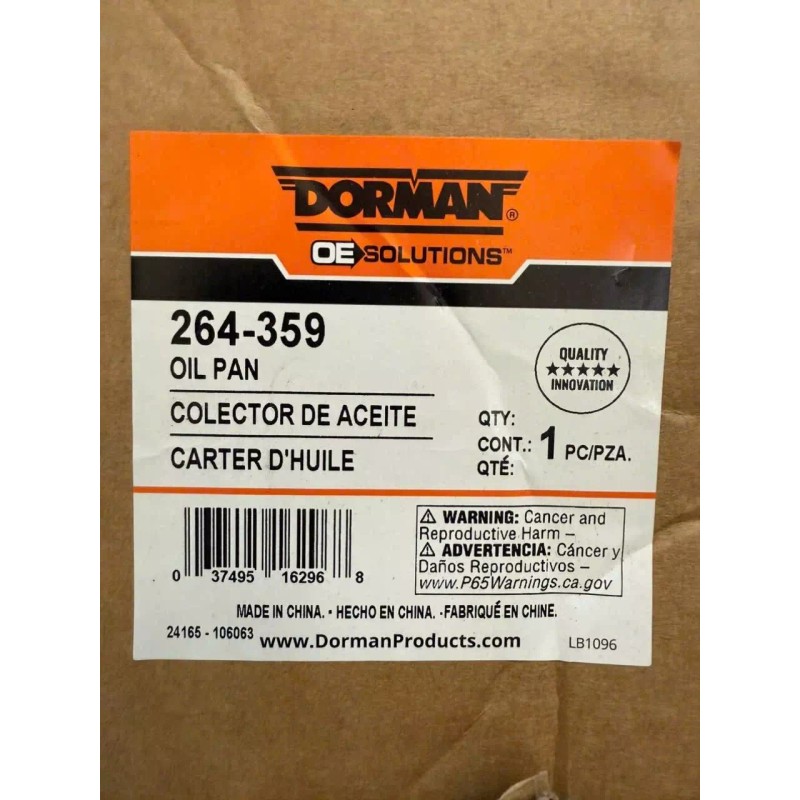 DORMAN®
OE SOLUTIONS™
264-359
OIL PAN
COLECTOR DE ACEITE
CARTER D'HUILE
QUALITY
★★★★★
INNOVATION
QTY:
CONT.: 1 PC/PZA.
QTÉ:
0 37495 16296 8
⚠ WARNING: Cancer and
Reproductive Harm –
⚠ ADVERTENCIA: Cáncer y
Daños Reproductivos –
www.P65Warnings.ca.gov
MADE IN CHINA. • HECHO EN CHINA. -FABRIQUÉ EN CHINE.
24165 - 106063 www.DormanProducts.com LB1096